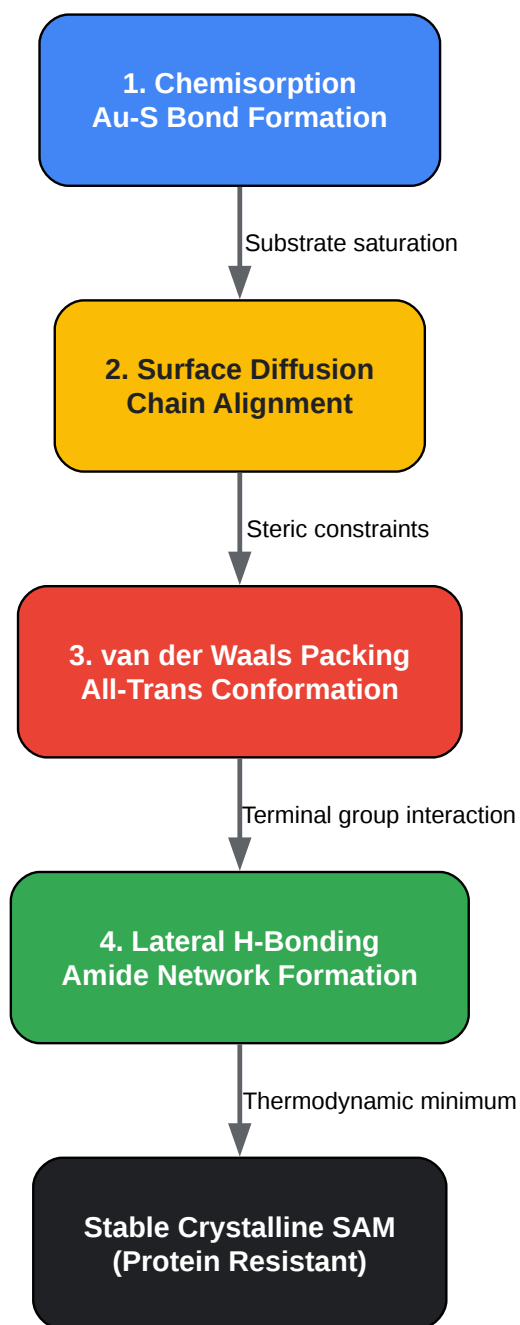 1. Chemisorption
Au-S Bond Formation
Substrate saturation
2. Surface Diffusion
Chain Alignment
Steric constraints
3. van der Waals Packing
All-Trans Conformation
Terminal group interaction
4. Lateral H-Bonding
Amide Network Formation
Thermodynamic minimum
Stable Crystalline SAM
(Protein Resistant)